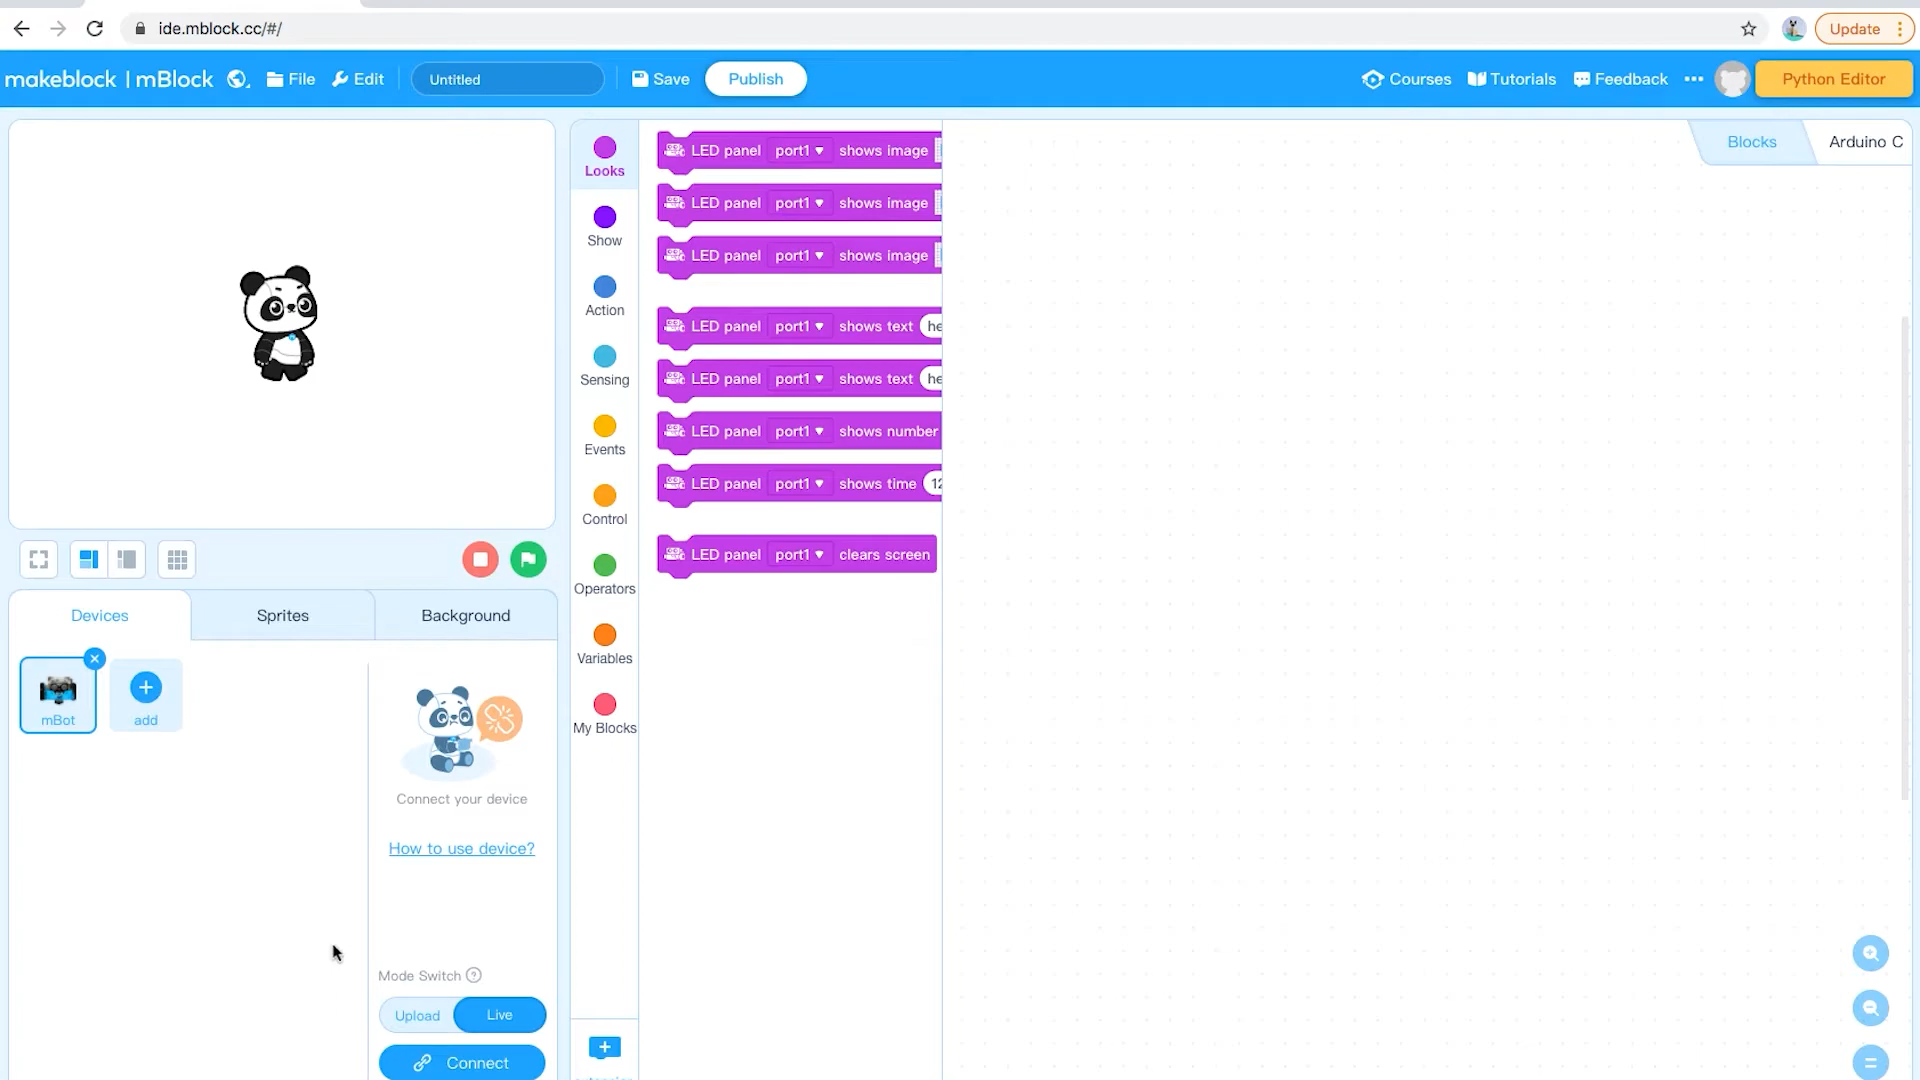 ide.mblock.cc/#/
Update
makeblock | mBlock
File
Edit
Untitled
Save
Publish
Courses
Tutorials
Feedback
Python Editor
Looks
Show
Action
Sensing
Events
Control
Operators
Variables
My Blocks
LED panel port1 shows image
LED panel port1 shows image
LED panel port1 shows image
LED panel port1 shows text he
LED panel port1 shows text he
LED panel port1 shows number
LED panel port1 shows time 12
LED panel port1 clears screen
Blocks
Arduino C
Devices
Sprites
Background
mBot
add
Connect your device
How to use device?
Mode Switch ?
Upload
Live
Connect